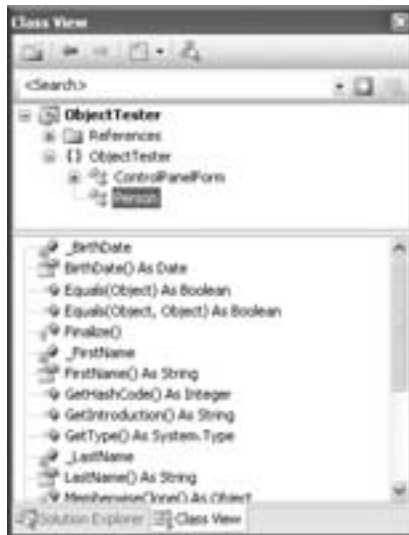 Class View
<Search>
ObjectTester
References
{} ObjectTester
ControlPanelForm
Person
_BirthDate
BirthDate() As Date
Equals(Object) As Boolean
Equals(Object, Object) As Boolean
Finalize()
_FirstName
FirstName() As String
GetHashCode() As Integer
GetIntroduction() As String
GetType() As System.Type
_LastName
LastName() As String
MemberwiseClone() As Object
Solution Explorer Class View